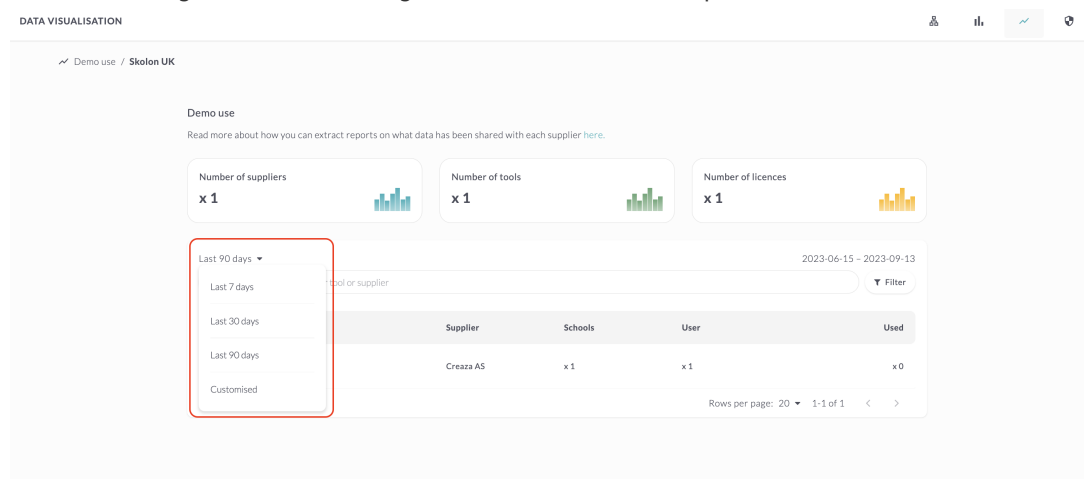 DATA VISUALISATION
Demo use / Skolon UK
Demo use
Read more about how you can extract reports on what data has been shared with each supplier here.
Number of suppliers
x 1
Number of tools
x 1
Number of licences
x 1
Last 90 days
2023-06-15 – 2023-09-13
tool or supplier
Filter
Last 7 days
Last 30 days
Last 90 days
Customised
Supplier Schools User Used
Creaza AS x 1 x 1 x 0
Rows per page: 20 1-1 of 1